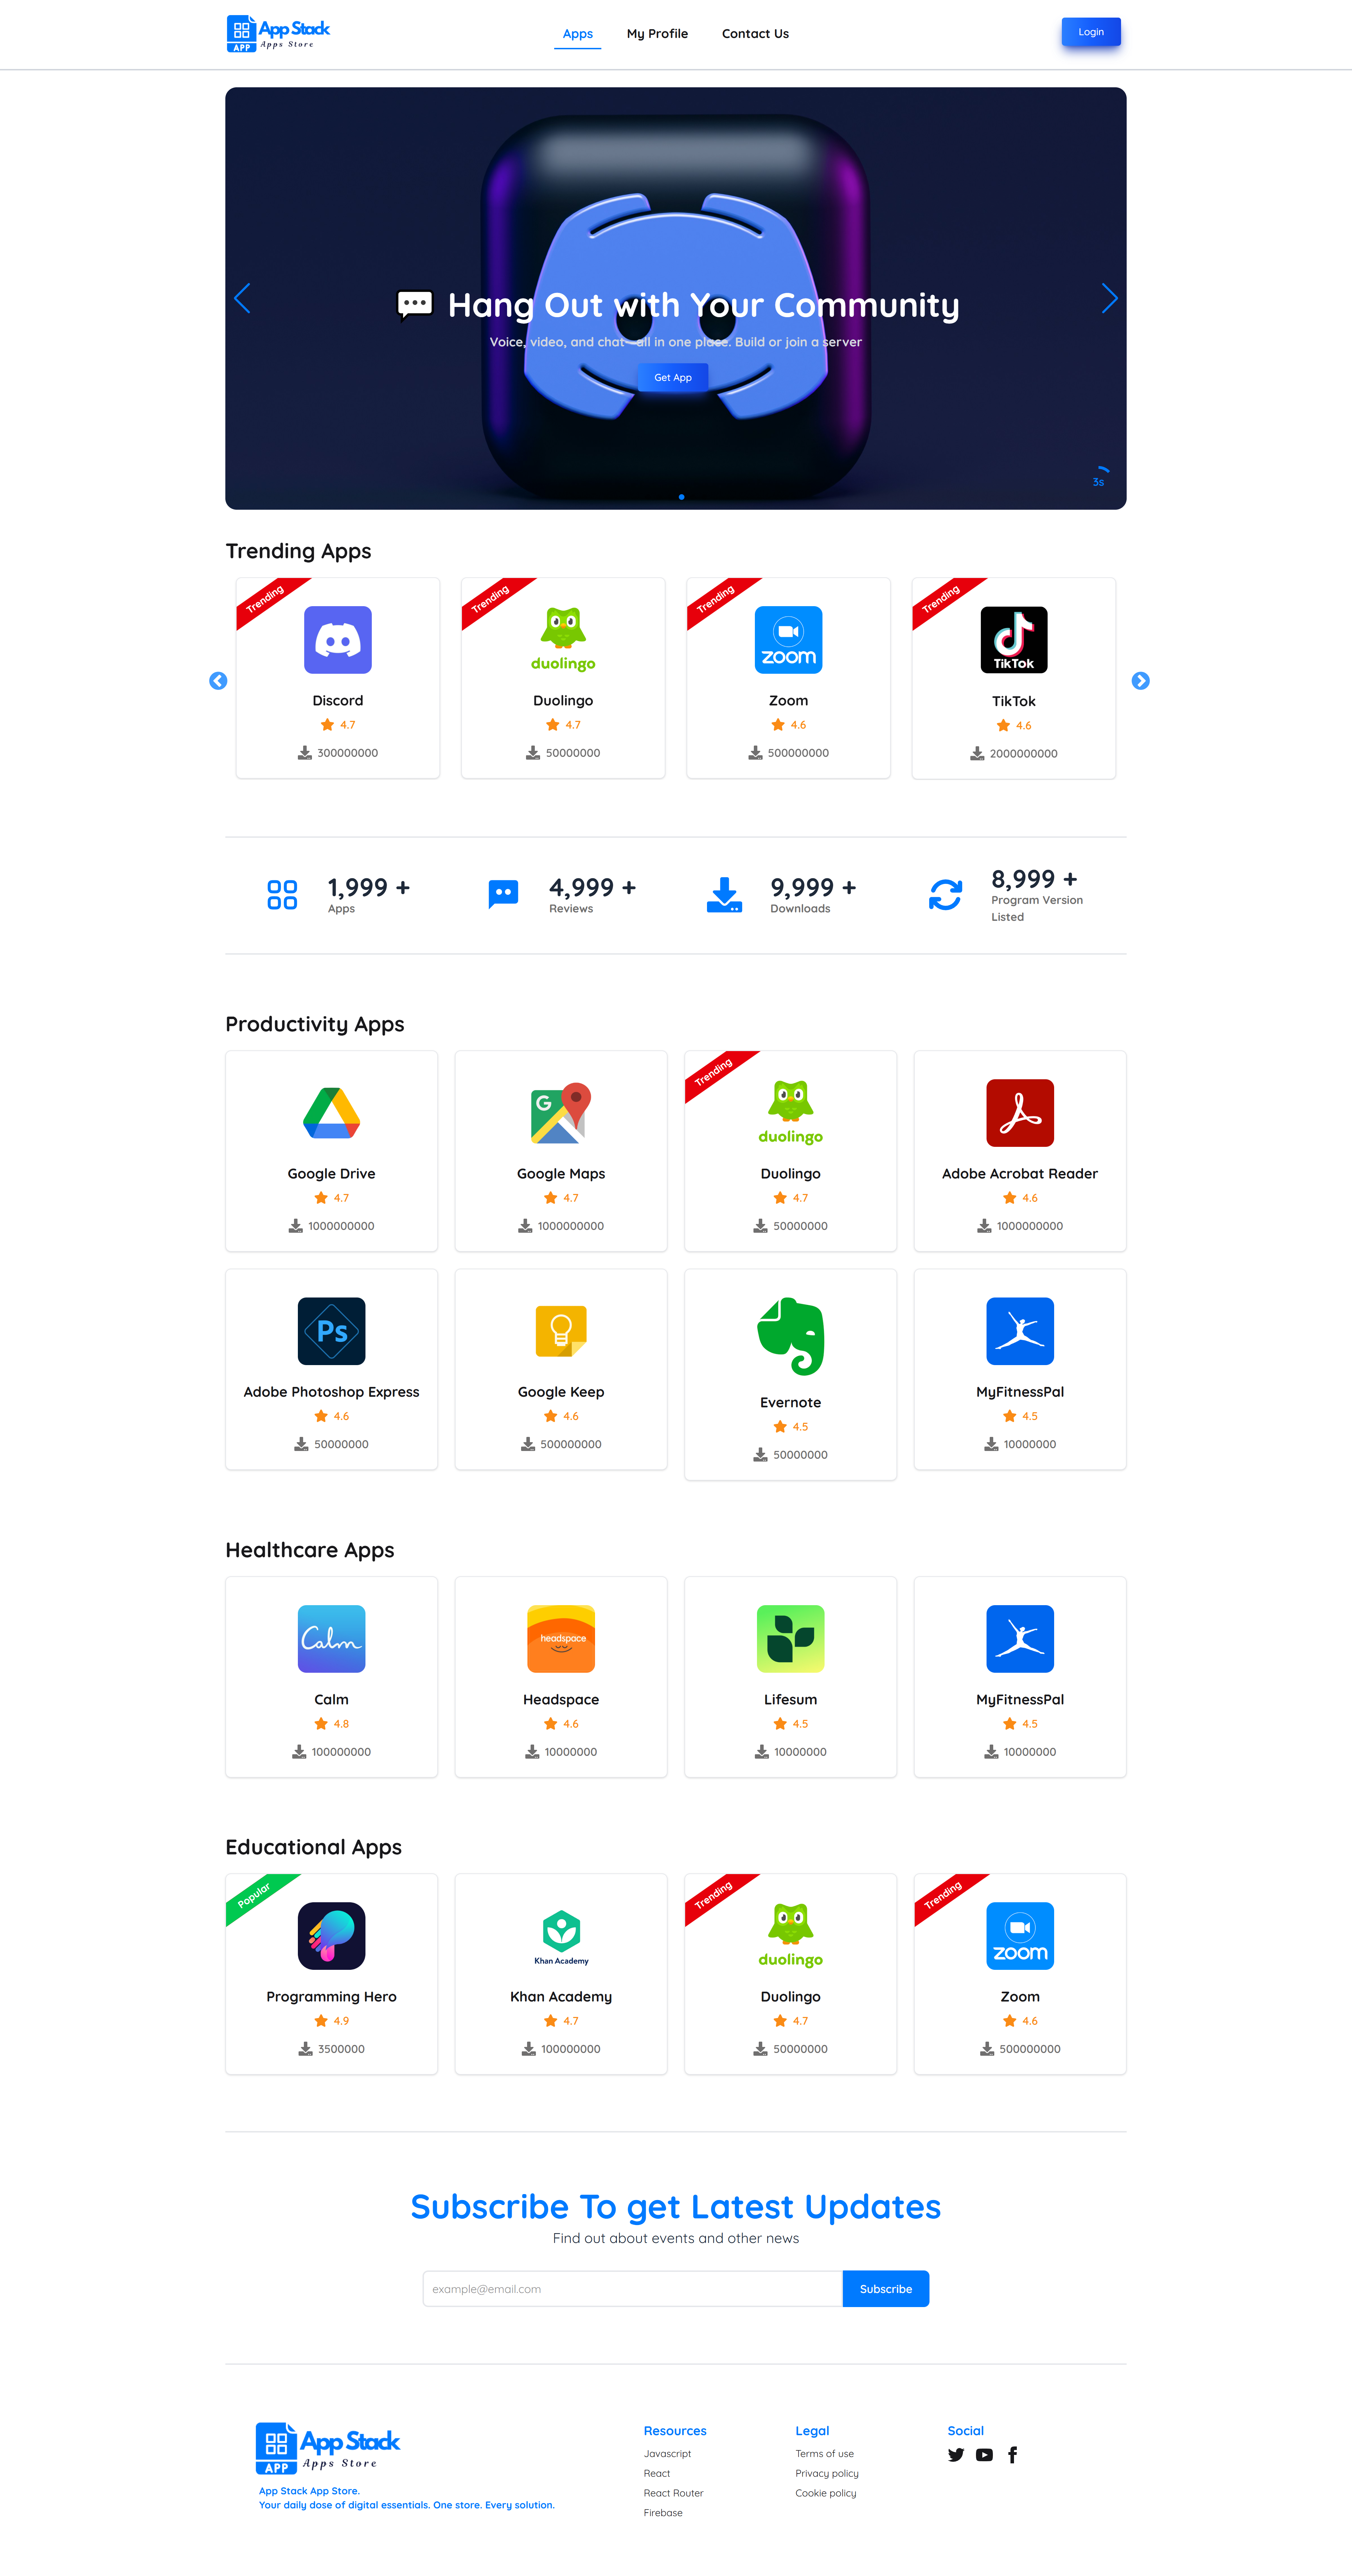 App Stack
Apps Store
APP
Apps
My Profile
Contact Us
Login
Hang Out with Your Community
Voice, video, and chat—all in one place. Build or join a server
Get App
3s
Trending Apps
Trending
Discord
4.7
300000000
Trending
duolingo
Duolingo
4.7
50000000
Trending
zoom
Zoom
4.6
500000000
Trending
TikTok
TikTok
4.6
2000000000
1,999 +
Apps
4,999 +
Reviews
9,999 +
Downloads
8,999 +
Program Version
Listed
Productivity Apps
Google Drive
4.7
1000000000
G
Google Maps
4.7
1000000000
Trending
duolingo
Duolingo
4.7
50000000
Adobe Acrobat Reader
4.6
1000000000
Ps
Adobe Photoshop Express
4.6
50000000
Google Keep
4.6
500000000
Evernote
4.5
50000000
MyFitnessPal
4.5
10000000
Healthcare Apps
Calm
Calm
4.8
100000000
headspace
Headspace
4.6
10000000
Lifesum
4.5
10000000
MyFitnessPal
4.5
10000000
Educational Apps
Popular
Programming Hero
4.9
3500000
Khan Academy
Khan Academy
4.7
100000000
Trending
duolingo
Duolingo
4.7
50000000
Trending
zoom
Zoom
4.6
500000000
Subscribe To get Latest Updates
Find out about events and other news
example@email.com
Subscribe
App Stack
Apps Store
APP
App Stack App Store.
Your daily dose of digital essentials. One store. Every solution.
Resources
Javascript
React
React Router
Firebase
Legal
Terms of use
Privacy policy
Cookie policy
Social